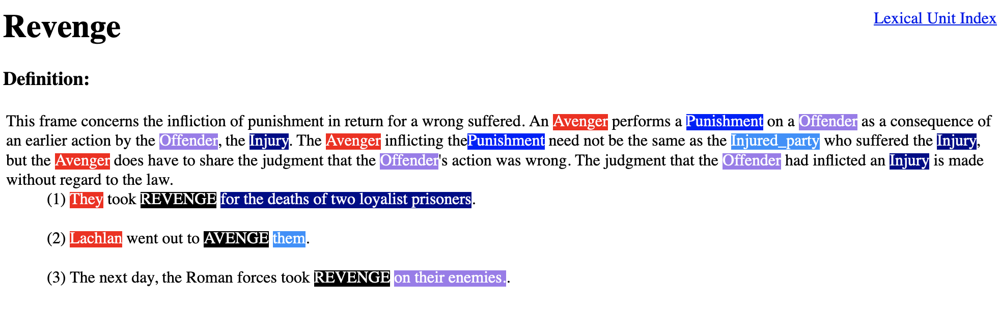 Revenge
Lexical Unit Index
Definition:
This frame concerns the infliction of punishment in return for a wrong suffered. An Avenger performs a Punishment on a Offender as a consequence of
an earlier action by the Offender, the Injury. The Avenger inflicting thePunishment need not be the same as the Injured_party who suffered the Injury,
but the Avenger does have to share the judgment that the Offender's action was wrong. The judgment that the Offender had inflicted an Injury is made
without regard to the law.
(1) They took REVENGE for the deaths of two loyalist prisoners.
(2) Lachlan went out to AVENGE them.
(3) The next day, the Roman forces took REVENGE on their enemies..